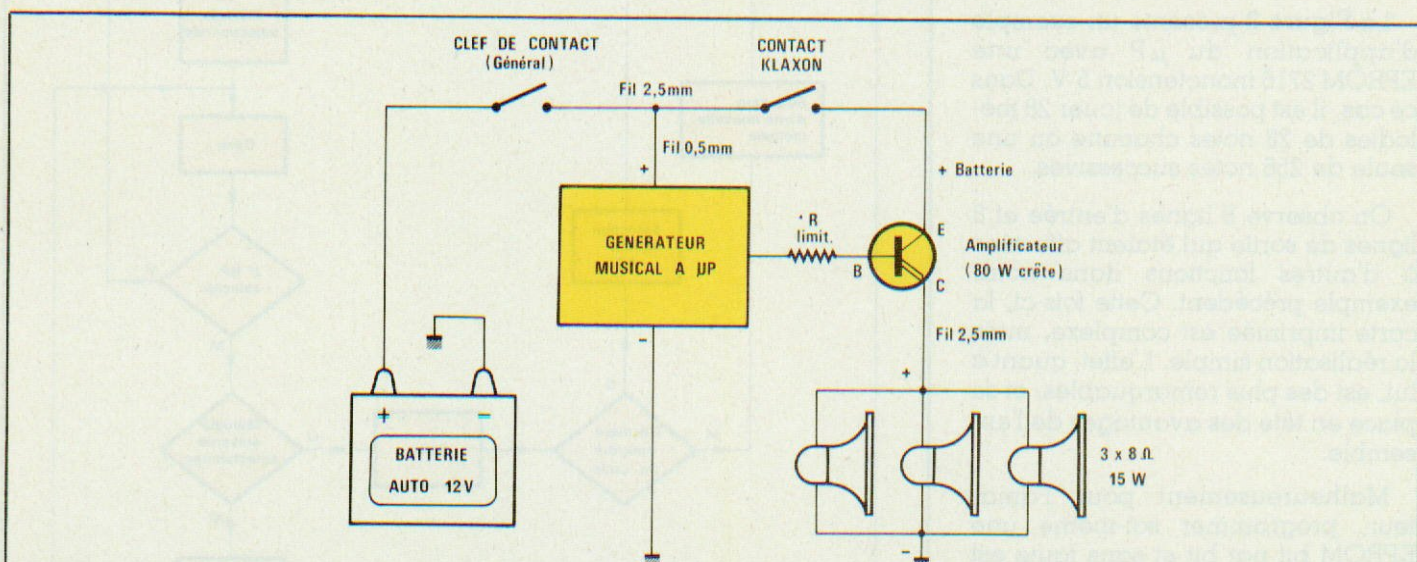 CLEF DE CONTACT
(Général)
CONTACT
KLAXON
Fil 2,5mm
Fil 0,5mm
+
+ Batterie
GENERATEUR
MUSICAL A µP
R
limit.
E
B
C
Amplificateur
(80 W crête)
−
Fil 2,5mm
+
+ −
BATTERIE
AUTO 12V
3 x 8 Ω
15 W
−